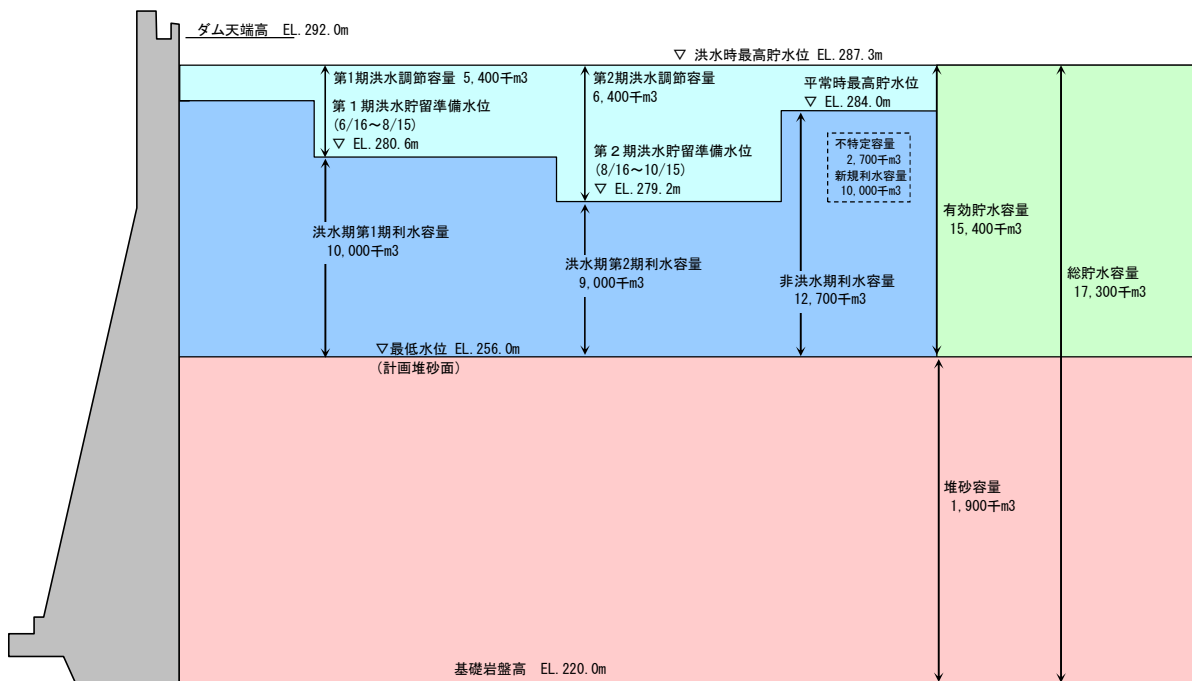 ダム天端高 EL.292.0m
▽ 洪水時最高貯水位 EL.287.3m
第1期洪水調節容量 5,400千m3
第１期洪水貯留準備水位
(6/16～8/15)
▽ EL.280.6m
第2期洪水調節容量
6,400千m3
第２期洪水貯留準備水位
(8/16～10/15)
▽ EL.279.2m
平常時最高貯水位
▽ EL.284.0m
不特定容量
2,700千m3
新規利水容量
10,000千m3
洪水期第1期利水容量
10,000千m3
洪水期第2期利水容量
9,000千m3
非洪水期利水容量
12,700千m3
有効貯水容量
15,400千m3
総貯水容量
17,300千m3
▽最低水位 EL.256.0m
(計画堆砂面)
堆砂容量
1,900千m3
基礎岩盤高 EL.220.0m